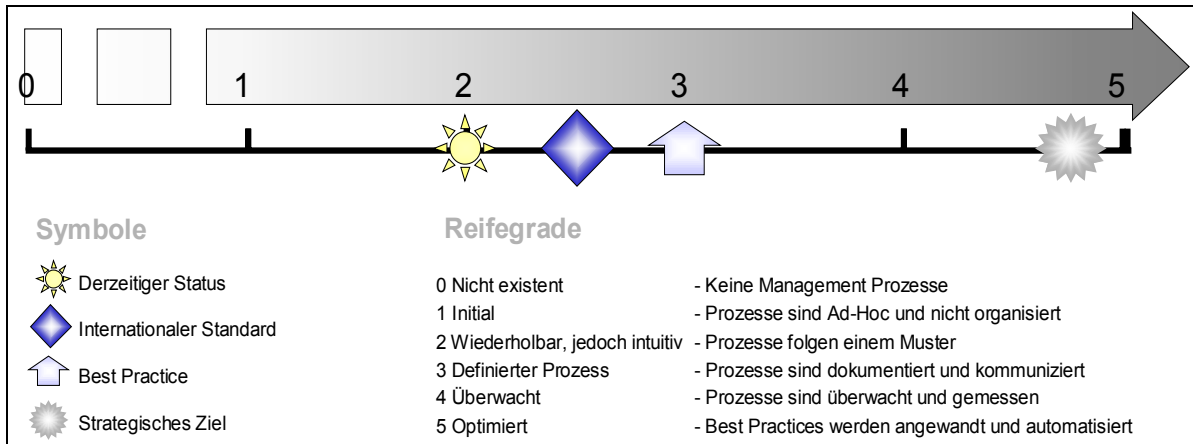 0 1 2 3 4 5
Symbole
Derzeitiger Status
Internationaler Standard
Best Practice
Strategisches Ziel
Reifegrade
0 Nicht existent - Keine Management Prozesse
1 Initial - Prozesse sind Ad-Hoc und nicht organisiert
2 Wiederholbar, jedoch intuitiv - Prozesse folgen einem Muster
3 Definierter Prozess - Prozesse sind dokumentiert und kommuniziert
4 Überwacht - Prozesse sind überwacht und gemessen
5 Optimiert - Best Practices werden angewandt und automatisiert